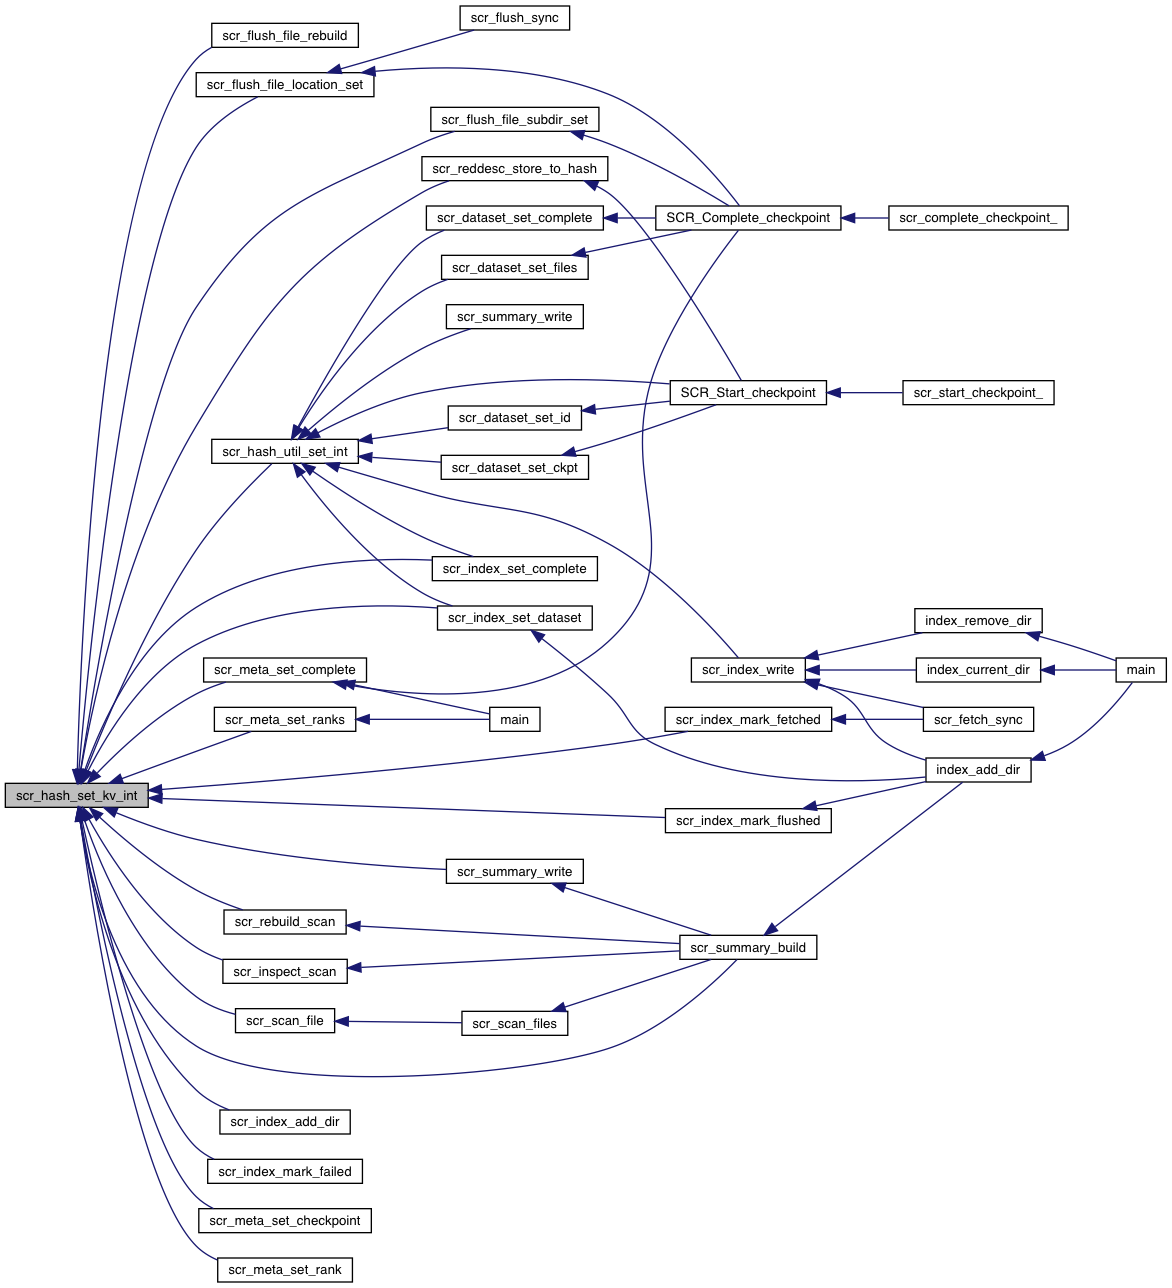 scr_flush_sync
scr_flush_file_rebuild
scr_flush_file_location_set
scr_flush_file_subdir_set
scr_reddesc_store_to_hash
scr_dataset_set_complete
SCR_Complete_checkpoint
scr_complete_checkpoint_
scr_dataset_set_files
scr_summary_write
SCR_Start_checkpoint
scr_start_checkpoint_
scr_dataset_set_id
scr_hash_util_set_int
scr_dataset_set_ckpt
scr_index_set_complete
scr_index_set_dataset
index_remove_dir
scr_meta_set_complete
scr_index_write
index_current_dir
main
scr_meta_set_ranks
main
scr_index_mark_fetched
scr_fetch_sync
index_add_dir
scr_hash_set_kv_int
scr_index_mark_flushed
scr_summary_write
scr_rebuild_scan
scr_summary_build
scr_inspect_scan
scr_scan_file
scr_scan_files
scr_index_add_dir
scr_index_mark_failed
scr_meta_set_checkpoint
scr_meta_set_rank